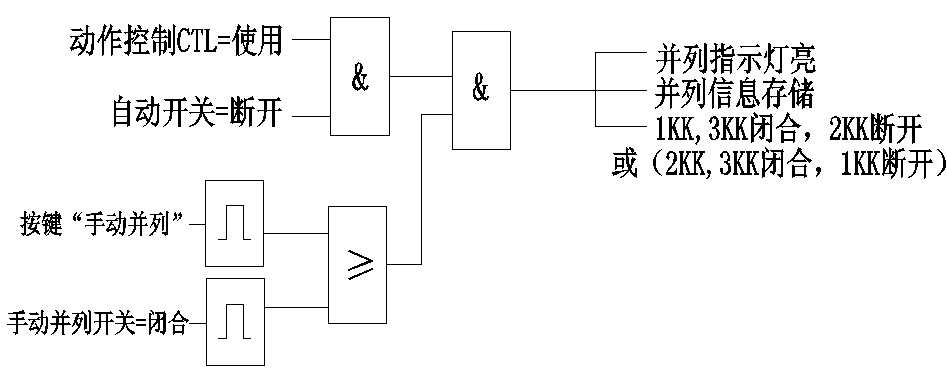 动作控制CTL=使用
自动开关=断开
&
&
并列指示灯亮
并列信息存储
1KK,3KK闭合，2KK断开
或（2KK,3KK闭合，1KK断开）
按键“手动并列”
≥
手动并列开关=闭合